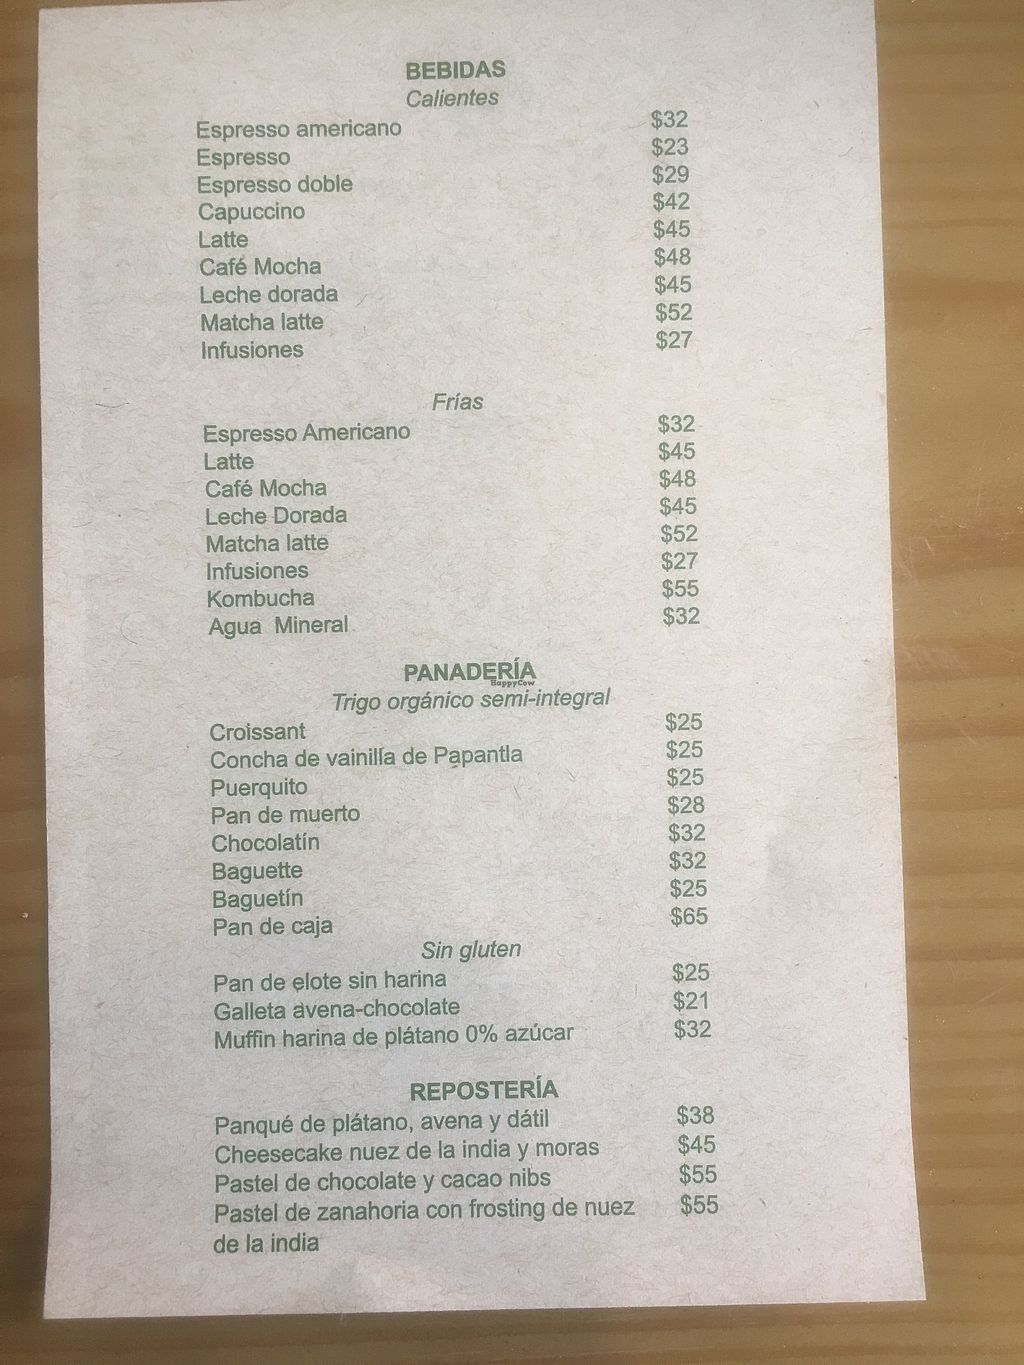 BEBIDAS
Calientes
Espresso americano $32
Espresso $23
Espresso doble $29
Capuccino $42
Latte $45
Café Mocha $48
Leche dorada $45
Matcha latte $52
Infusiones $27
Frías
Espresso Americano $32
Latte $45
Café Mocha $48
Leche Dorada $45
Matcha latte $52
Infusiones $27
Kombucha $55
Agua Mineral $32
PANADERÍA
HappyCow
Trigo orgánico semi-integral
Croissant $25
Concha de vainilla de Papantla $25
Puerquito $25
Pan de muerto $28
Chocolatín $32
Baguette $32
Baguetín $25
Pan de caja $65
Sin gluten
Pan de elote sin harina $25
Galleta avena-chocolate $21
Muffin harina de plátano 0% azúcar $32
REPOSTERÍA
Panqué de plátano, avena y dátil $38
Cheesecake nuez de la india y moras $45
Pastel de chocolate y cacao nibs $55
Pastel de zanahoria con frosting de nuez $55
de la india